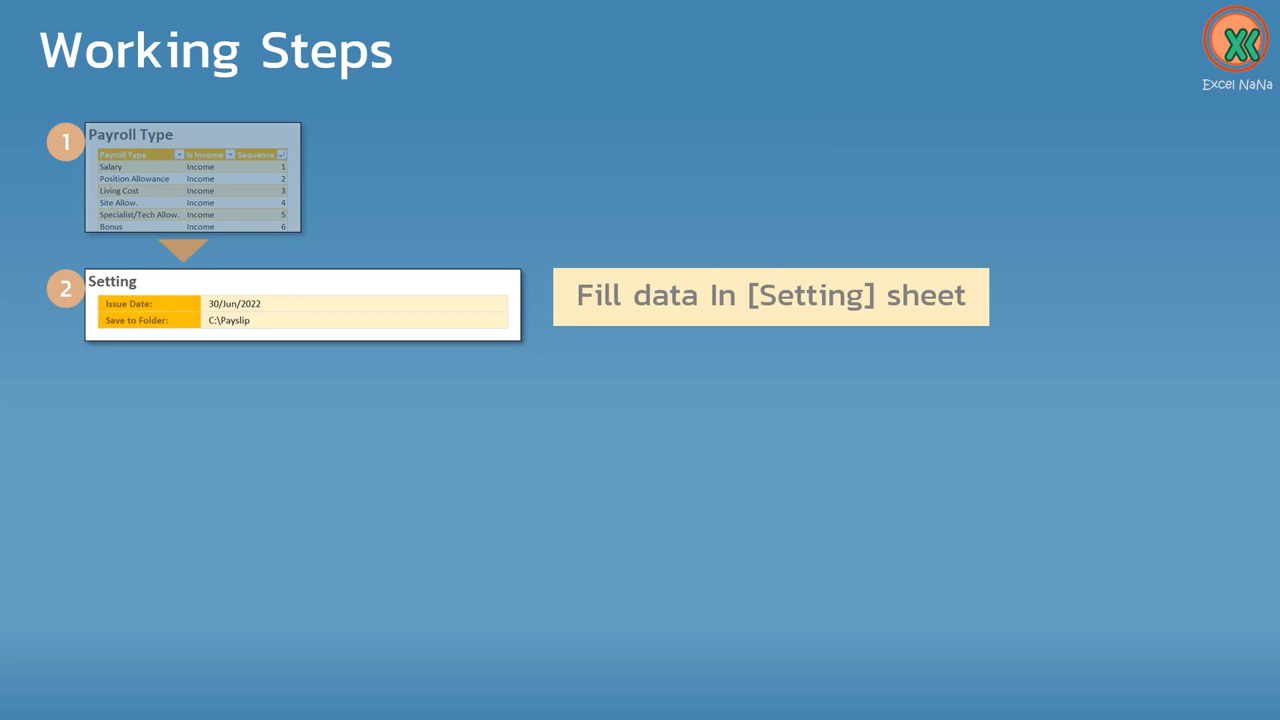 Working Steps
Excel NaNa
1
Payroll Type
Payroll Type Is Income Sequence
Salary Income 1
Position Allowance Income 2
Living Cost Income 3
Site Allow. Income 4
Specialist/Tech Allow. Income 5
Bonus Income 6
2
Setting
Issue Date: 30/Jun/2022
Save to Folder: C:\Payslip
Fill data In [Setting] sheet